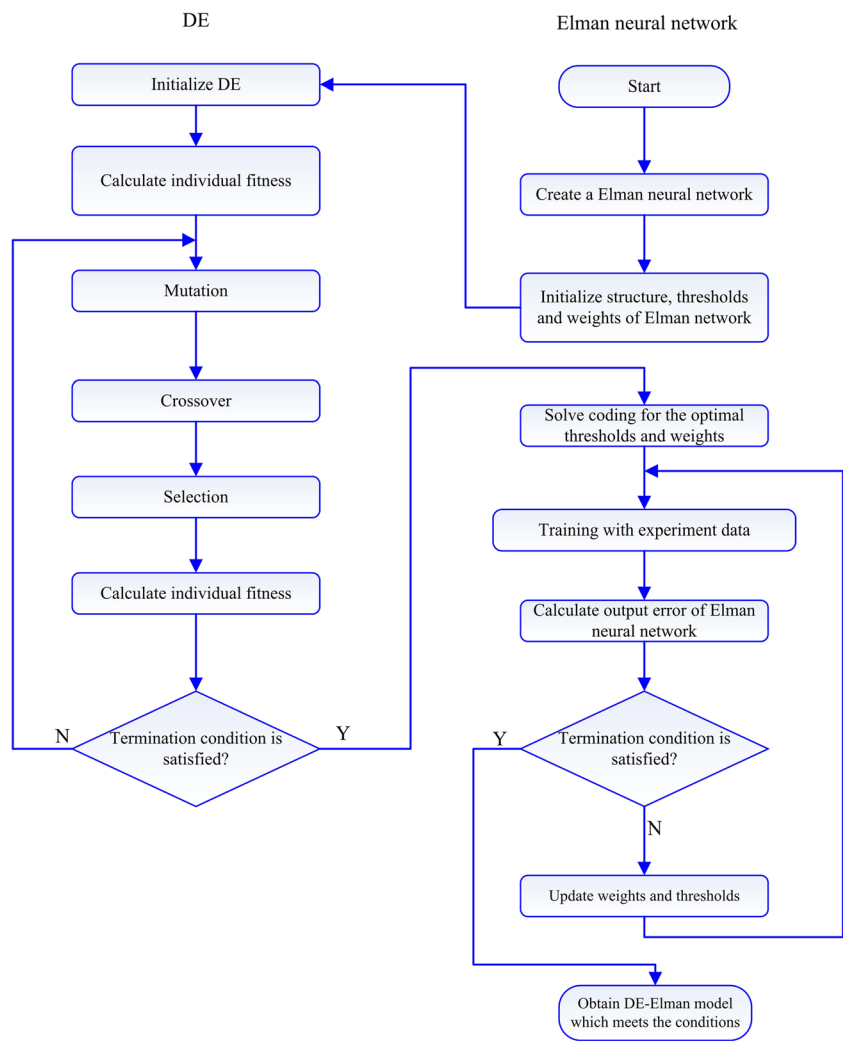 DE
Initialize DE
Calculate individual fitness
Mutation
Crossover
Selection
Calculate individual fitness
Termination condition is
satisfied?
N
Y
Elman neural network
Start
Create a Elman neural network
Initialize structure, thresholds
and weights of Elman network
Solve coding for the optimal
thresholds and weights
Training with experiment data
Calculate output error of Elman
neural network
Termination condition is
satisfied?
Y
N
Update weights and thresholds
Obtain DE-Elman model
which meets the conditions